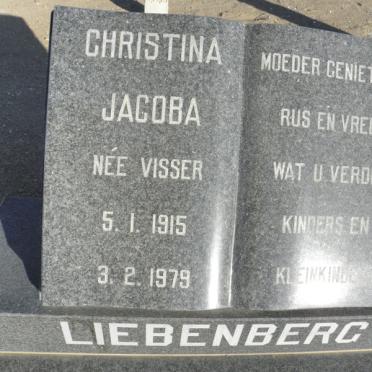 CHRISTINA
JACOBA
NÉE VISSER
5. 1. 1915
3. 2. 1979
MOEDER GENIET
RUS EN
WAT U
KINDERS EN
LIEBENBERG